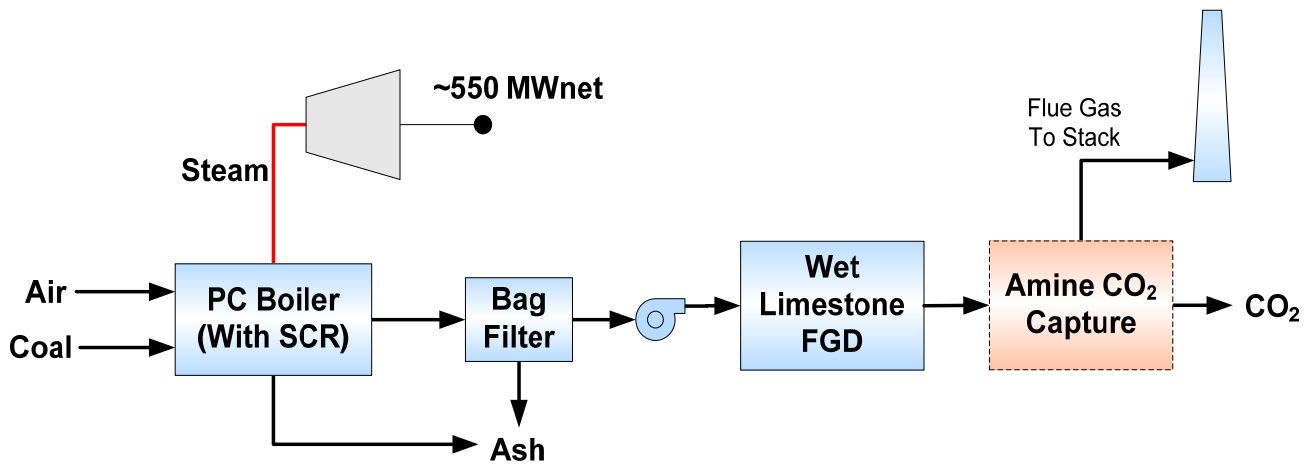 ~550 MWnet
Steam
Flue Gas
To Stack
Air
Coal
PC Boiler
(With SCR)
Bag
Filter
Wet
Limestone
FGD
Amine CO₂
Capture
CO₂
Ash